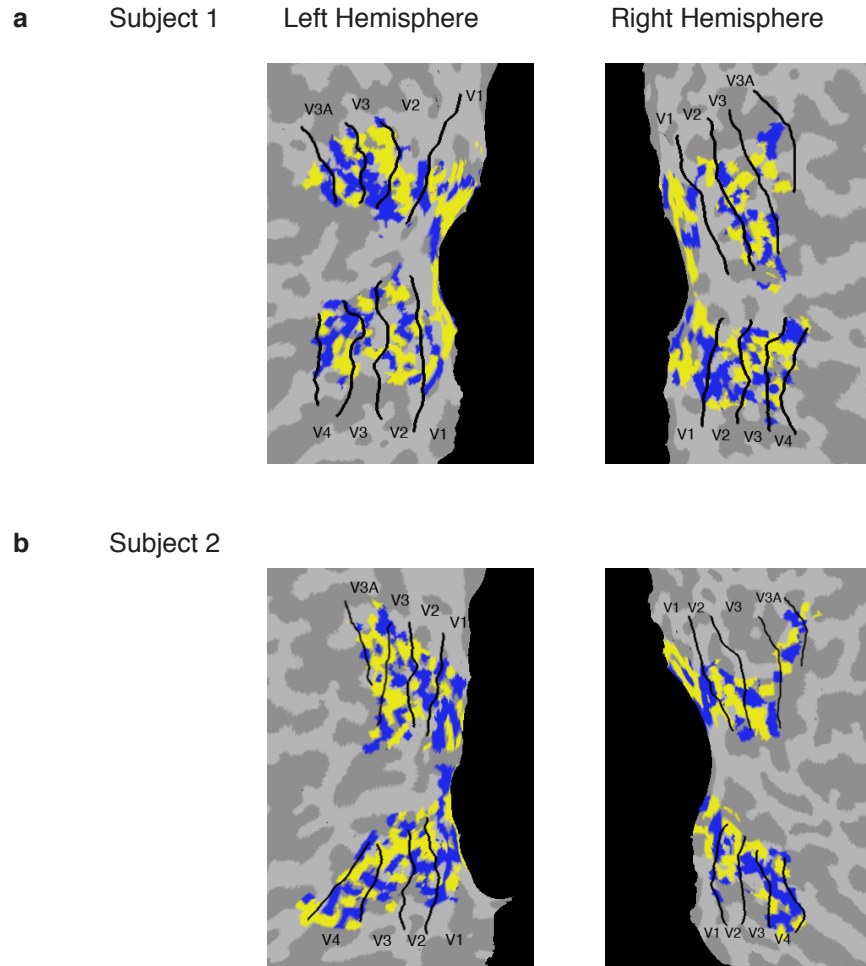 a Subject 1 Left Hemisphere Right Hemisphere
V3A V3 V2 V1
V3A
V3
V2
V1
V4 V3 V2 V1
V1 V2 V3 V4
b Subject 2
V3A
V3
V2
V1
V1 V2 V3 V3A
V4 V3 V2 V1
V1 V2 V3 V4